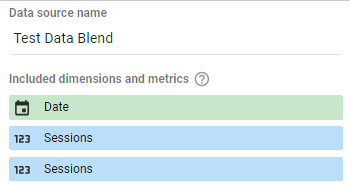 Data source name
Test Data Blend
Included dimensions and metrics ?
Date
123 Sessions
123 Sessions